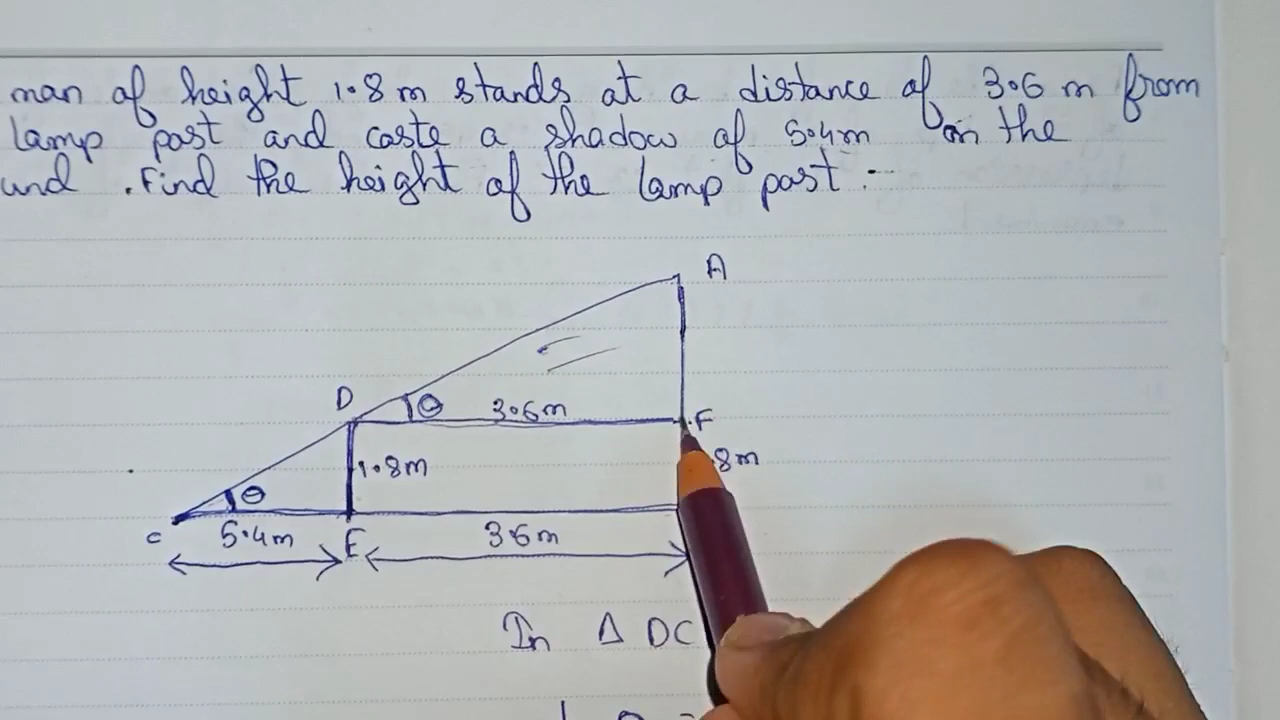 man of height 1.8 m stands at a distance of 3.6 m from
lamp post and caste a shadow of 5.4m on the
und . Find the height of the lamp post :-
A
D
θ
3.6m
F
1.8m
8m
θ
C
5.4m
E
3.6m
In Δ DC